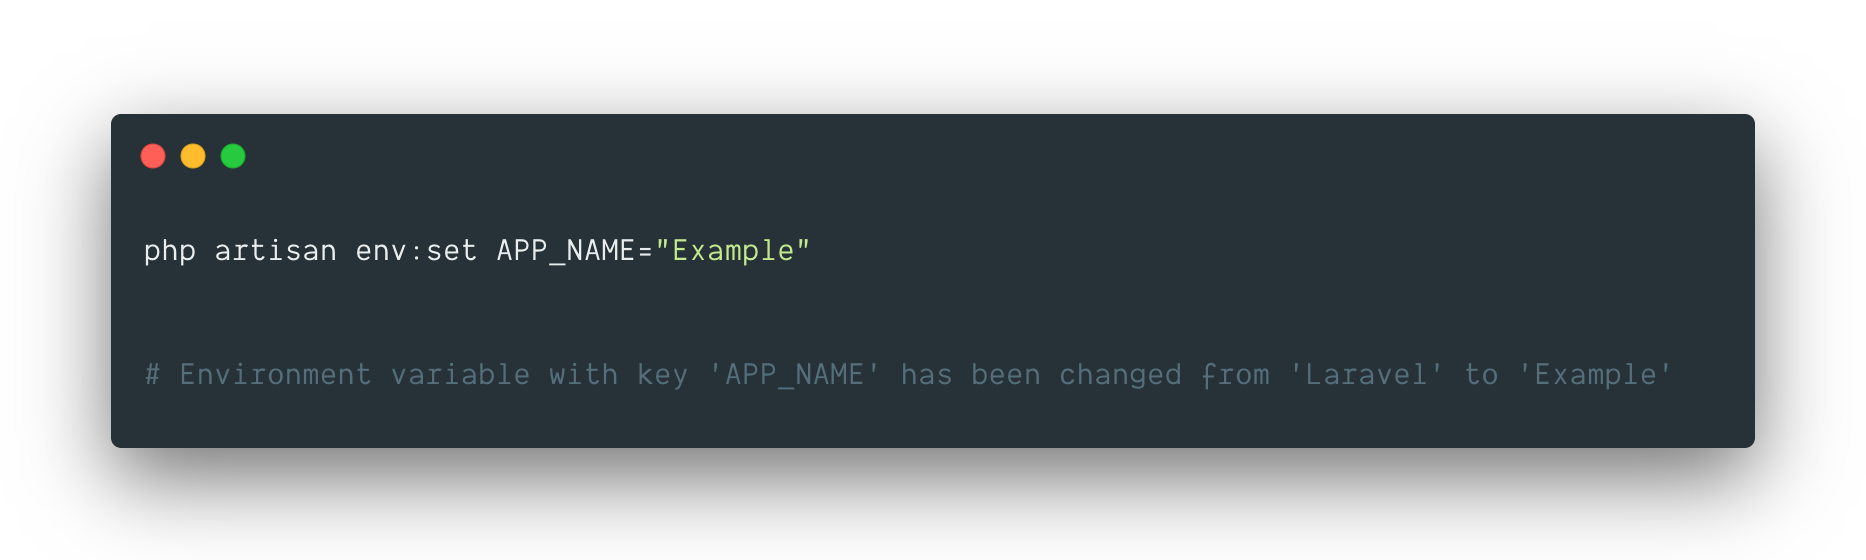 php artisan env:set APP_NAME="Example"
# Environment variable with key 'APP_NAME' has been changed from 'Laravel' to 'Example'